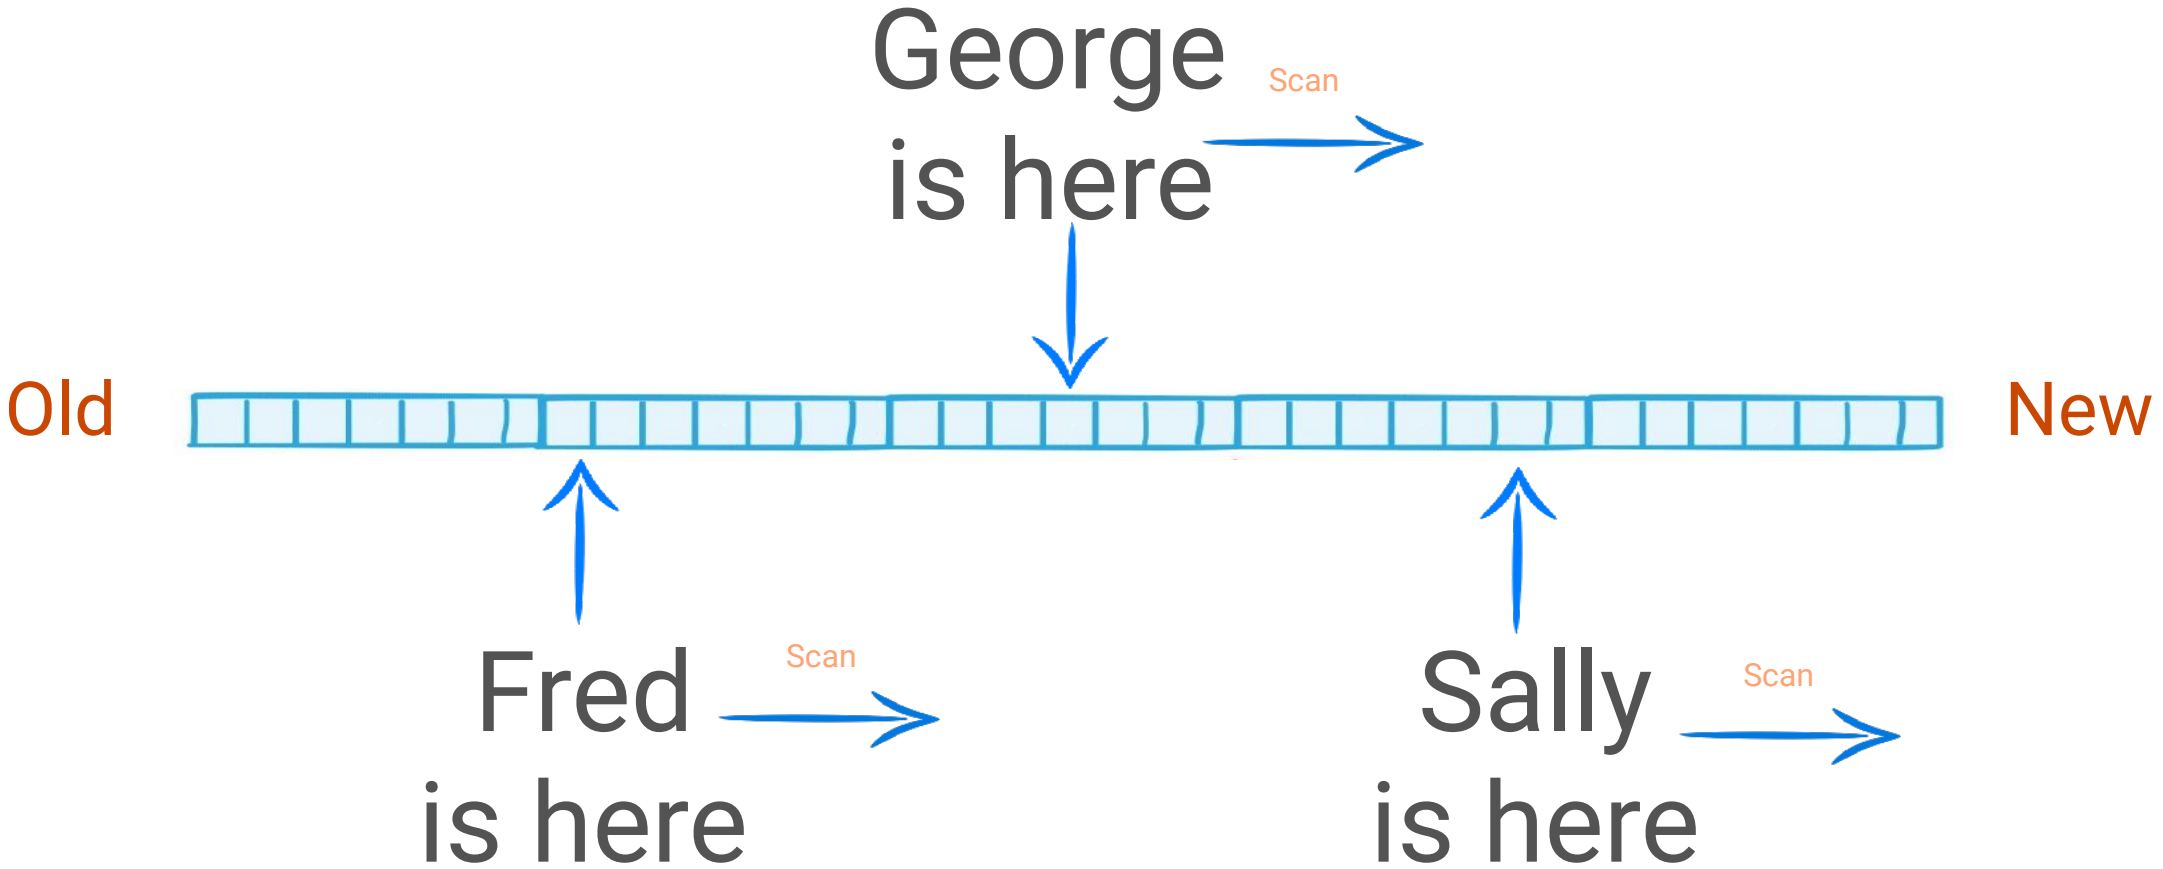 George
is here
Scan
Old
New
Fred
is here
Scan
Sally
is here
Scan